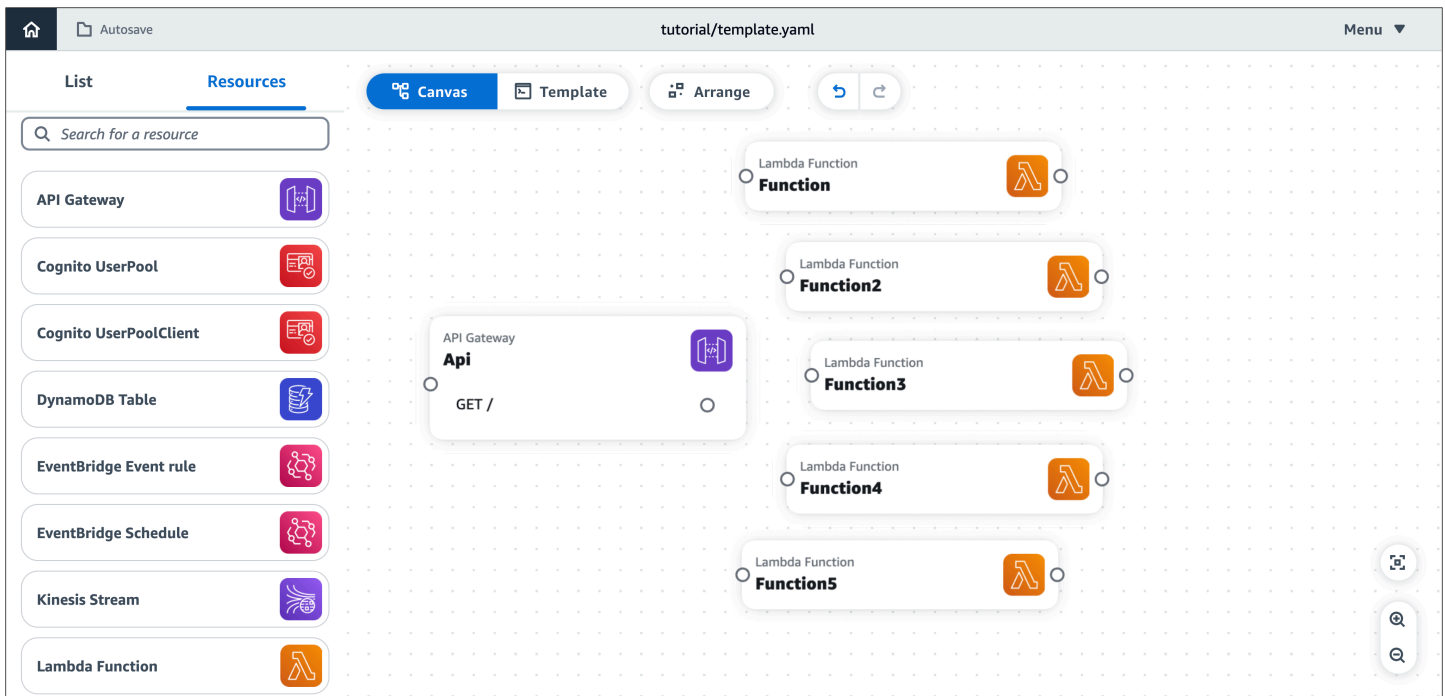 Autosave
tutorial/template.yaml
Menu
List
Resources
Canvas
Template
Arrange
Search for a resource
API Gateway
Cognito UserPool
Cognito UserPoolClient
DynamoDB Table
EventBridge Event rule
EventBridge Schedule
Kinesis Stream
Lambda Function
API Gateway
Api
GET /
Lambda Function
Function
Lambda Function
Function2
Lambda Function
Function3
Lambda Function
Function4
Lambda Function
Function5